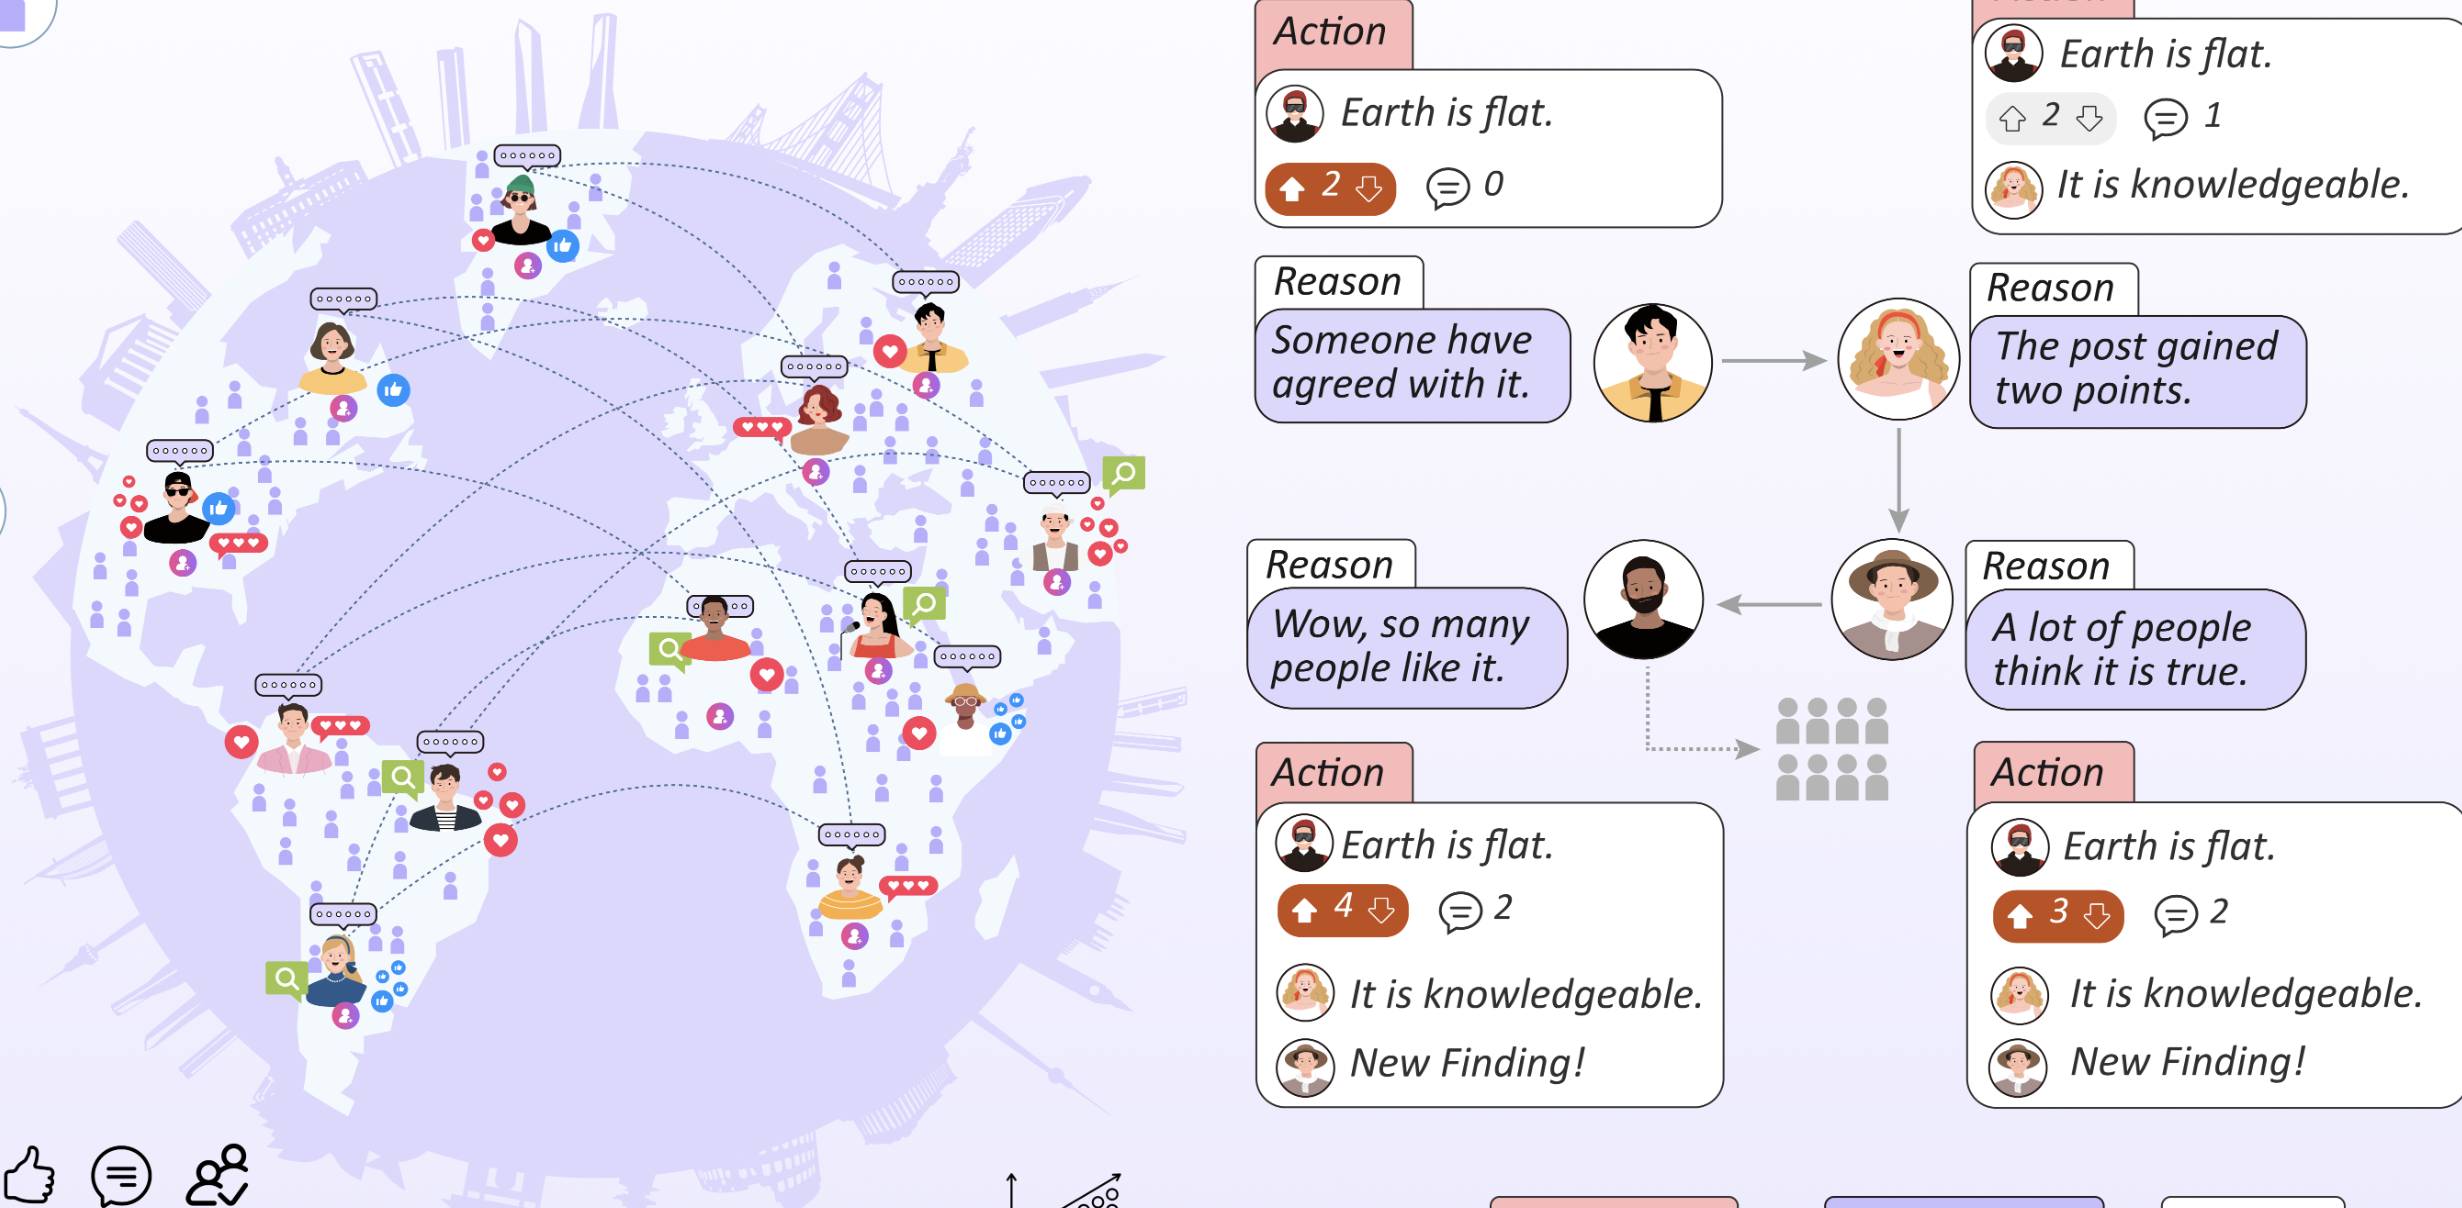 Action
Earth is flat.
2
0
Action
Earth is flat.
2
1
It is knowledgeable.
Reason
Someone have
agreed with it.
Reason
The post gained
two points.
Reason
Wow, so many
people like it.
Reason
A lot of people
think it is true.
Action
Earth is flat.
4
2
It is knowledgeable.
New Finding!
Action
Earth is flat.
3
2
It is knowledgeable.
New Finding!